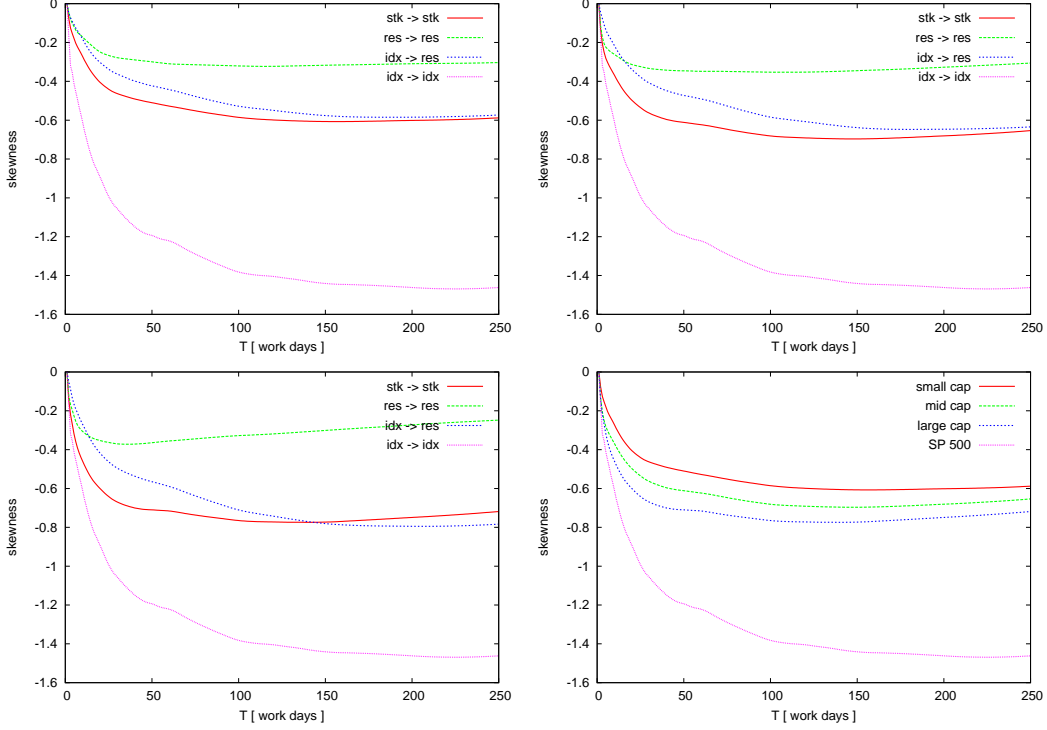 0
-0.2
-0.4
-0.6
-0.8
-1
-1.2
-1.4
-1.6
0 50 100 150 200 250
skewness
T [ work days ]
stk -> stk
res -> res
idx -> res
idx -> idx
0
-0.2
-0.4
-0.6
-0.8
-1
-1.2
-1.4
-1.6
0 50 100 150 200 250
skewness
T [ work days ]
stk -> stk
res -> res
idx -> res
idx -> idx
0
-0.2
-0.4
-0.6
-0.8
-1
-1.2
-1.4
-1.6
0 50 100 150 200 250
skewness
T [ work days ]
stk -> stk
res -> res
idx -> res
idx -> idx
0
-0.2
-0.4
-0.6
-0.8
-1
-1.2
-1.4
-1.6
0 50 100 150 200 250
skewness
T [ work days ]
small cap
mid cap
large cap
SP 500